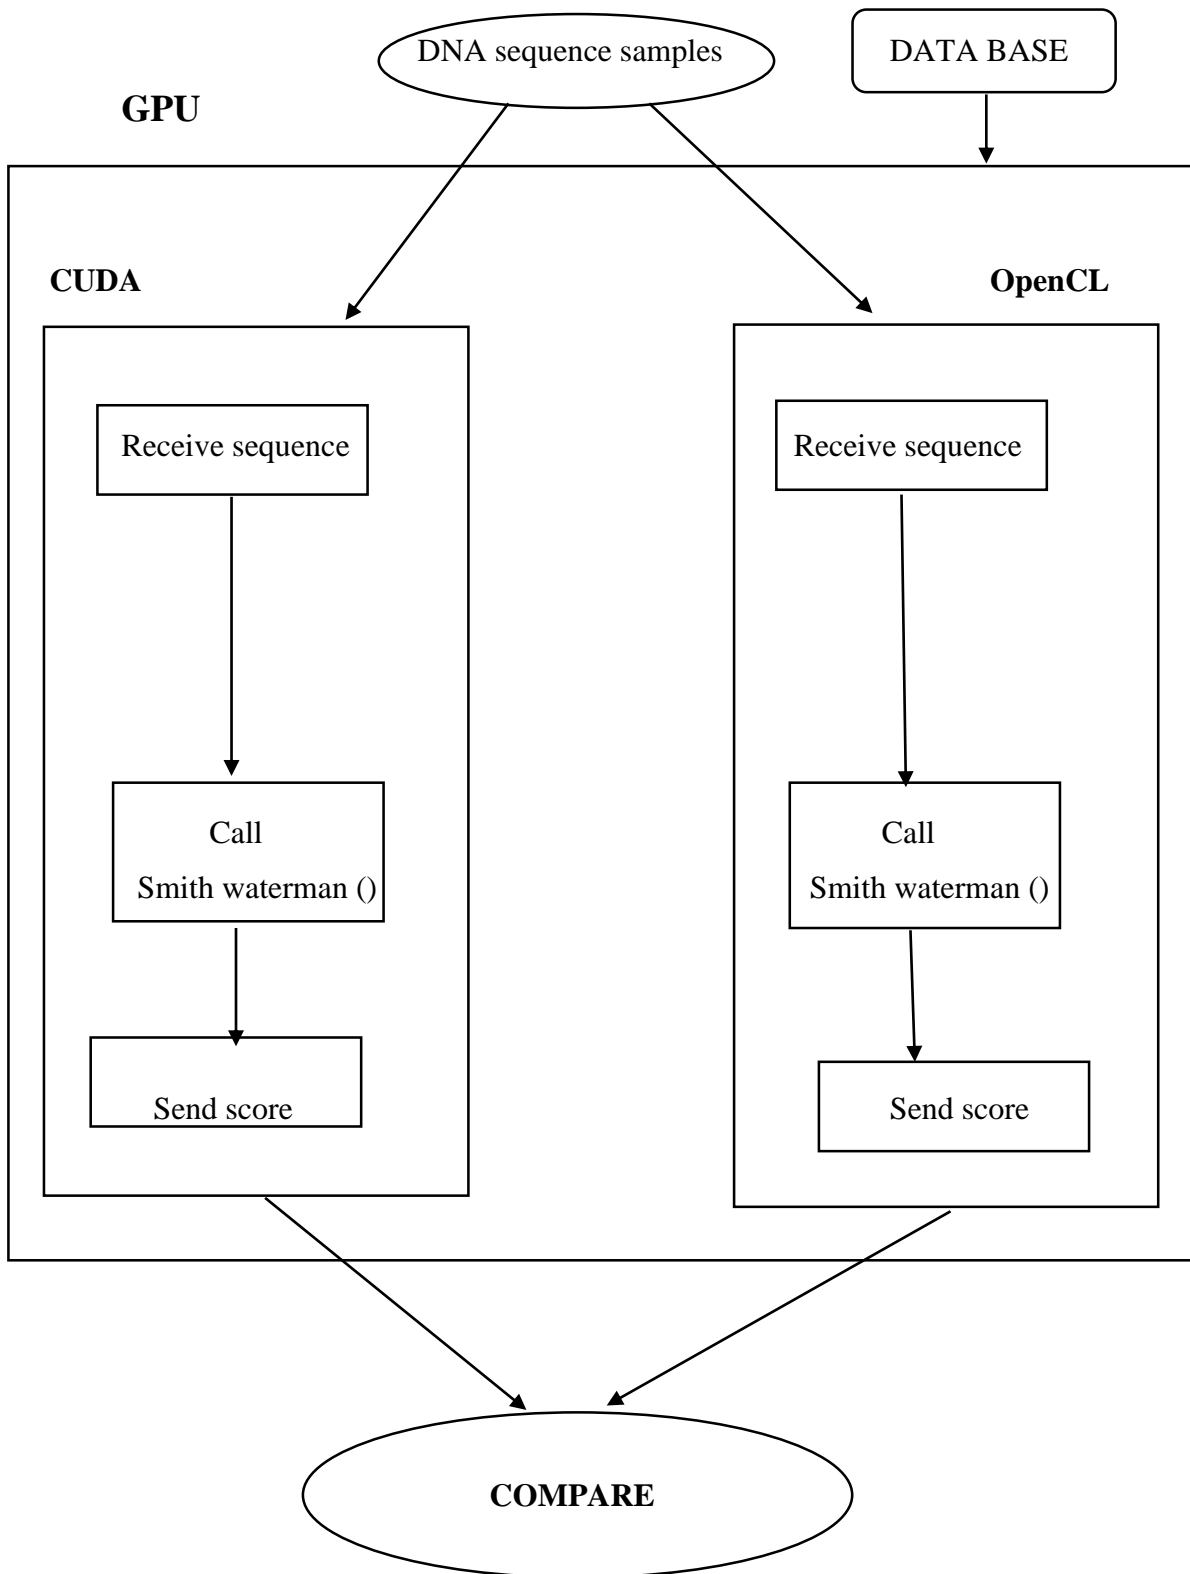 DNA sequence samples
DATA BASE
GPU
CUDA
OpenCL
Receive sequence
Receive sequence
Call
Smith waterman ()
Call
Smith waterman ()
Send score
Send score
COMPARE